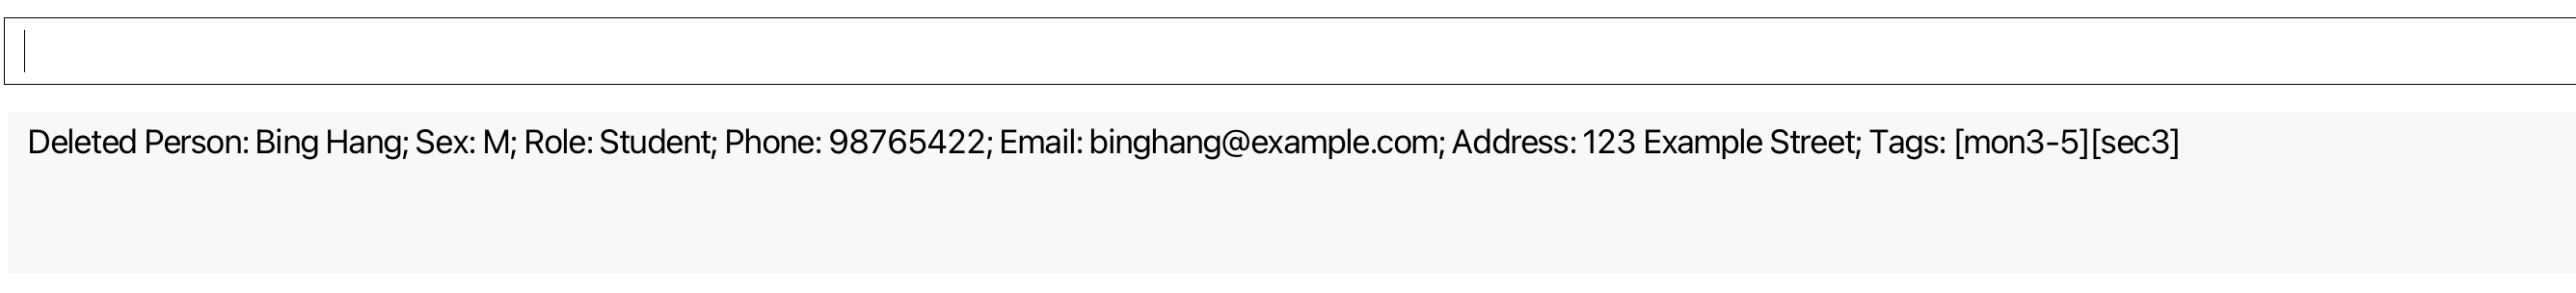 Deleted Person: Bing Hang; Sex: M; Role: Student; Phone: 98765422; Email: binghang@example.com; Address: 123 Example Street; Tags: [mon3-5][sec3]